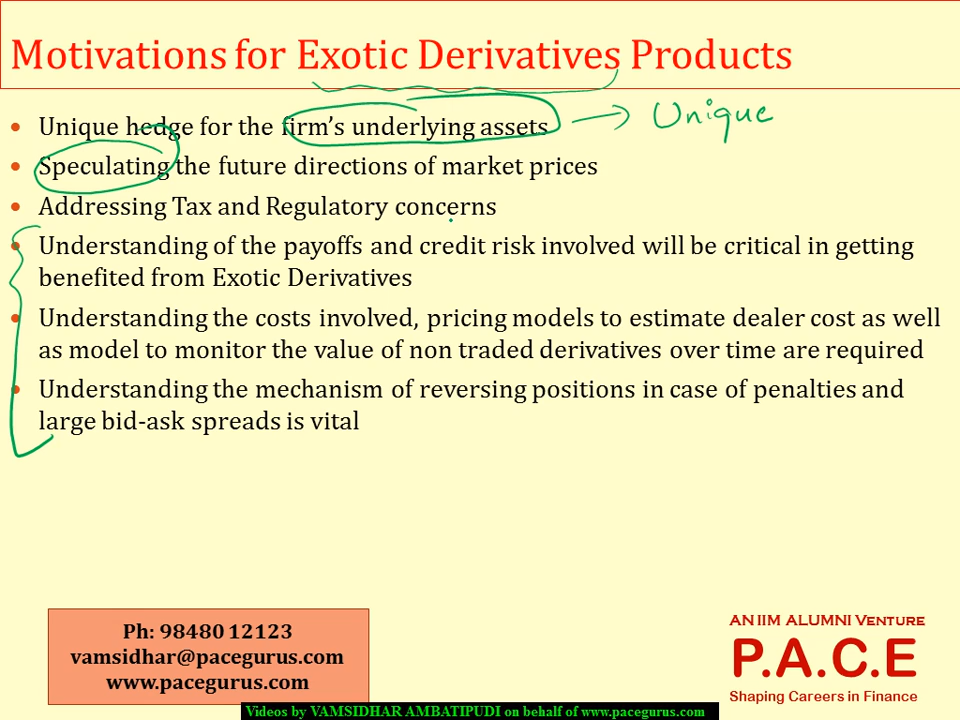 Motivations for Exotic Derivatives Products
• Unique hedge for the firm's underlying assets → Unique
• Speculating the future directions of market prices
• Addressing Tax and Regulatory concerns
• Understanding of the payoffs and credit risk involved will be critical in getting
benefited from Exotic Derivatives
• Understanding the costs involved, pricing models to estimate dealer cost as well
as model to monitor the value of non traded derivatives over time are required
• Understanding the mechanism of reversing positions in case of penalties and
large bid-ask spreads is vital
Ph: 98480 12123
vamsidhar@pacegurus.com
www.pacegurus.com
AN IIM ALUMNI VENTURE
P.A.C.E
Shaping Careers in Finance
Videos by VAMSIDHAR AMBATIPUDI on behalf of www.pacegurus.com